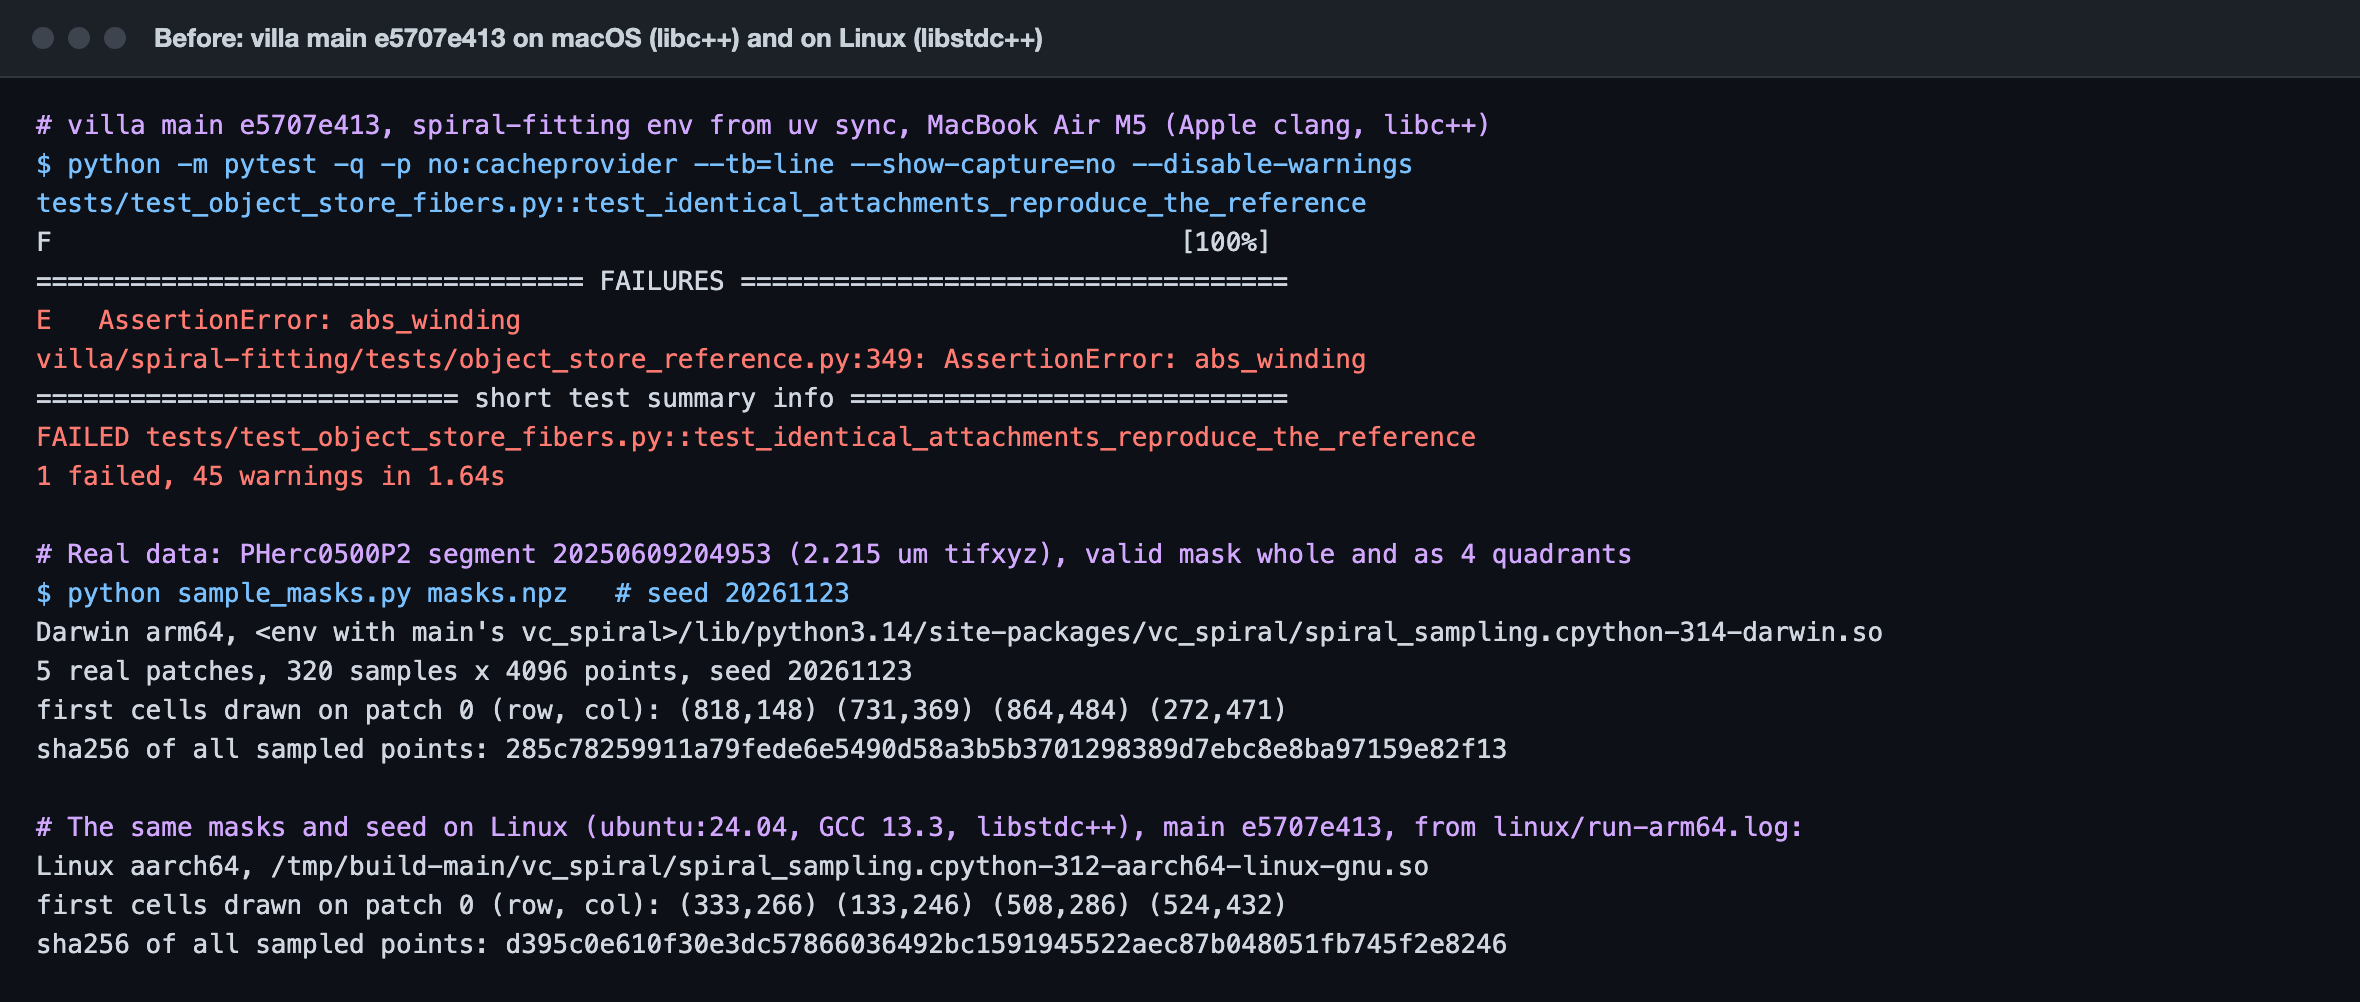 Before: villa main e5707e413 on macOS (libc++) and on Linux (libstdc++)
# villa main e5707e413, spiral-fitting env from uv sync, MacBook Air M5 (Apple clang, libc++)
$ python -m pytest -q -p no:cacheprovider --tb=line --show-capture=no --disable-warnings
tests/test_object_store_fibers.py::test_identical_attachments_reproduce_the_reference
F                                                                        [100%]
=================================== FAILURES ===================================
E   AssertionError: abs_winding
villa/spiral-fitting/tests/object_store_reference.py:349: AssertionError: abs_winding
=========================== short test summary info ============================
FAILED tests/test_object_store_fibers.py::test_identical_attachments_reproduce_the_reference
1 failed, 45 warnings in 1.64s
# Real data: PHerc0500P2 segment 20250609204953 (2.215 um tifxyz), valid mask whole and as 4 quadrants
$ python sample_masks.py masks.npz   # seed 20261123
Darwin arm64, <env with main's vc_spiral>/lib/python3.14/site-packages/vc_spiral/spiral_sampling.cpython-314-darwin.so
5 real patches, 320 samples x 4096 points, seed 20261123
first cells drawn on patch 0 (row, col): (818,148) (731,369) (864,484) (272,471)
sha256 of all sampled points: 285c78259911a79fede6e5490d58a3b5b3701298389d7ebc8e8ba97159e82f13
# The same masks and seed on Linux (ubuntu:24.04, GCC 13.3, libstdc++), main e5707e413, from linux/run-arm64.log:
Linux aarch64, /tmp/build-main/vc_spiral/spiral_sampling.cpython-312-aarch64-linux-gnu.so
first cells drawn on patch 0 (row, col): (333,266) (133,246) (508,286) (524,432)
sha256 of all sampled points: d395c0e610f30e3dc57866036492bc1591945522aec87b048051fb745f2e8246